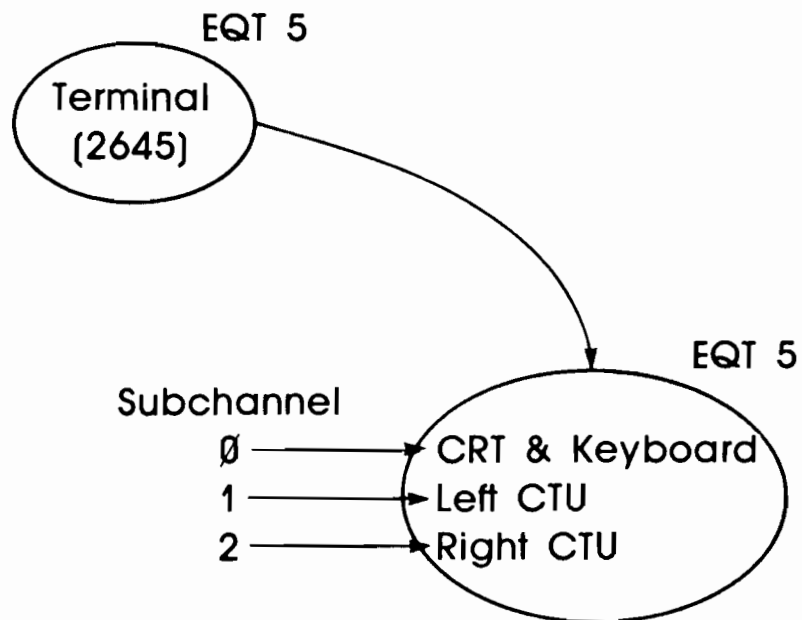 EQT 5
Terminal
(2645)
EQT 5
Subchannel
Ø CRT & Keyboard
1 Left CTU
2 Right CTU